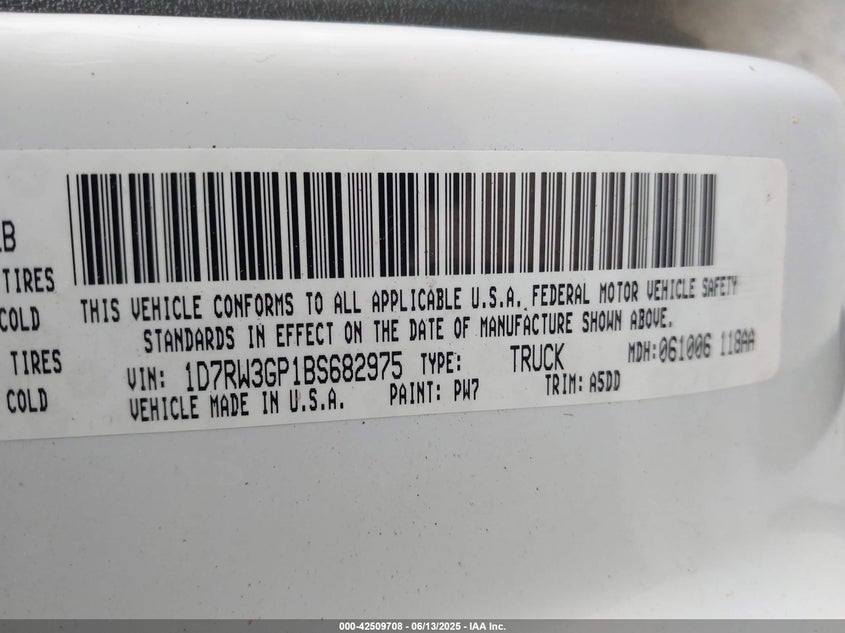 LB
TIRES
COLD
TIRES
COLD
THIS VEHICLE CONFORMS TO ALL APPLICABLE U.S.A. FEDERAL MOTOR VEHICLE SAFETY
STANDARDS IN EFFECT ON THE DATE OF MANUFACTURE SHOWN ABOVE.
VIN: 1D7RW3GP1BS682975 TYPE: TRUCK MDH:061006 118AA
VEHICLE MADE IN U.S.A. PAINT: PW7 TRIM: A5DD
000-42509708 - 06/13/2025 - IAA Inc.